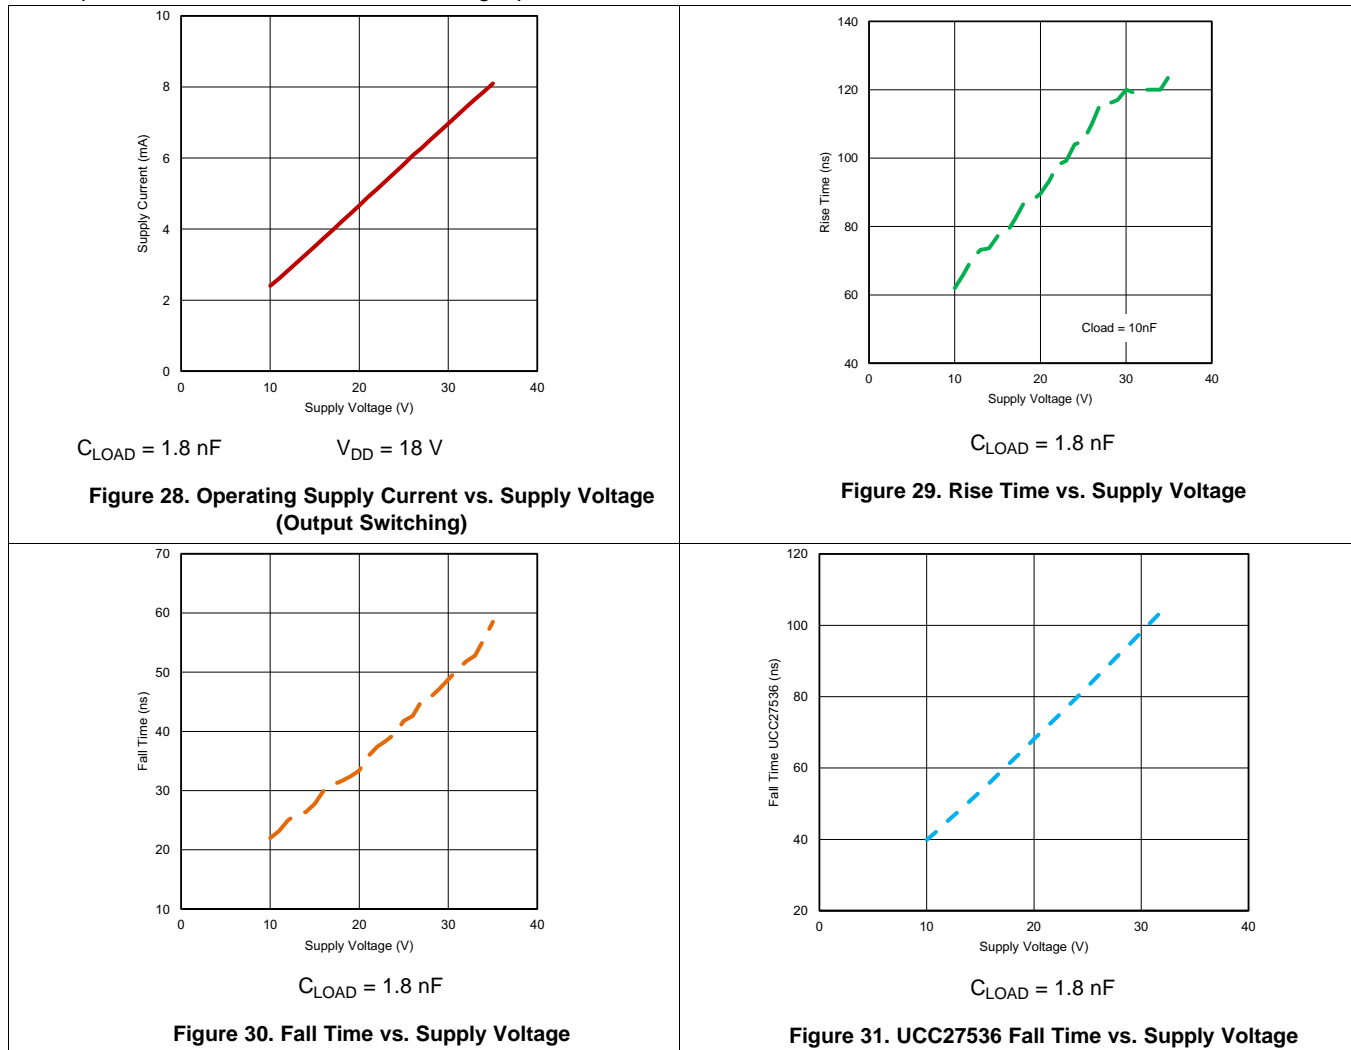 10
8
6
4
2
0
0 10 20 30 40
Supply Current (mA)
Supply Voltage (V)
CLOAD = 1.8 nF VDD = 18 V
Figure 28. Operating Supply Current vs. Supply Voltage
(Output Switching)
140
120
100
80
60
40
0 10 20 30 40
Rise Time (ns)
Cload = 10nF
Supply Voltage (V)
CLOAD = 1.8 nF
Figure 29. Rise Time vs. Supply Voltage
70
60
50
40
30
20
10
0 10 20 30 40
Fall Time (ns)
Supply Voltage (V)
CLOAD = 1.8 nF
Figure 30. Fall Time vs. Supply Voltage
120
100
80
60
40
20
0 10 20 30 40
Fall Time UCC27536 (ns)
Supply Voltage (V)
CLOAD = 1.8 nF
Figure 31. UCC27536 Fall Time vs. Supply Voltage